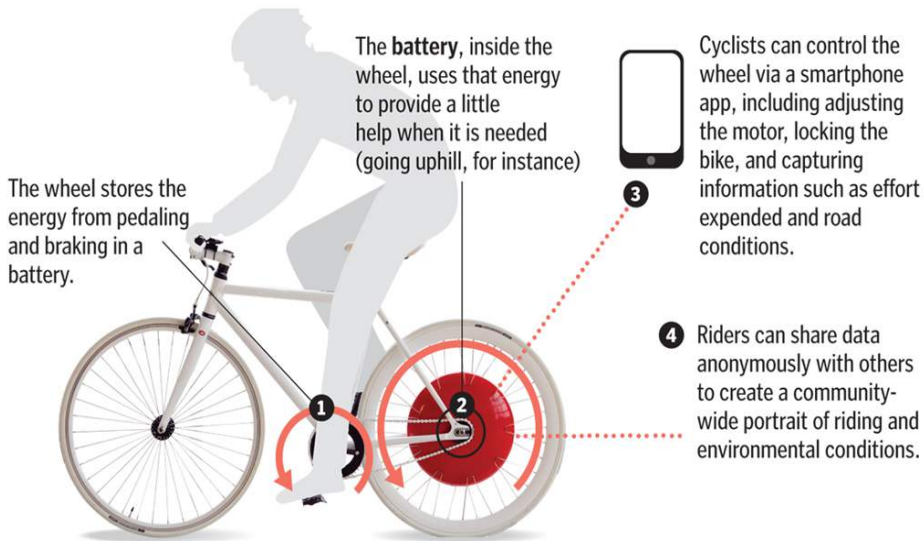 The wheel stores the
energy from pedaling
and braking in a
battery.
1
The battery, inside the
wheel, uses that energy
to provide a little
help when it is needed
(going uphill, for instance)
2
Cyclists can control the
wheel via a smartphone
app, including adjusting
the motor, locking the
bike, and capturing
information such as effort
expended and road
conditions.
3
4
Riders can share data
anonymously with others
to create a community-
wide portrait of riding and
environmental conditions.